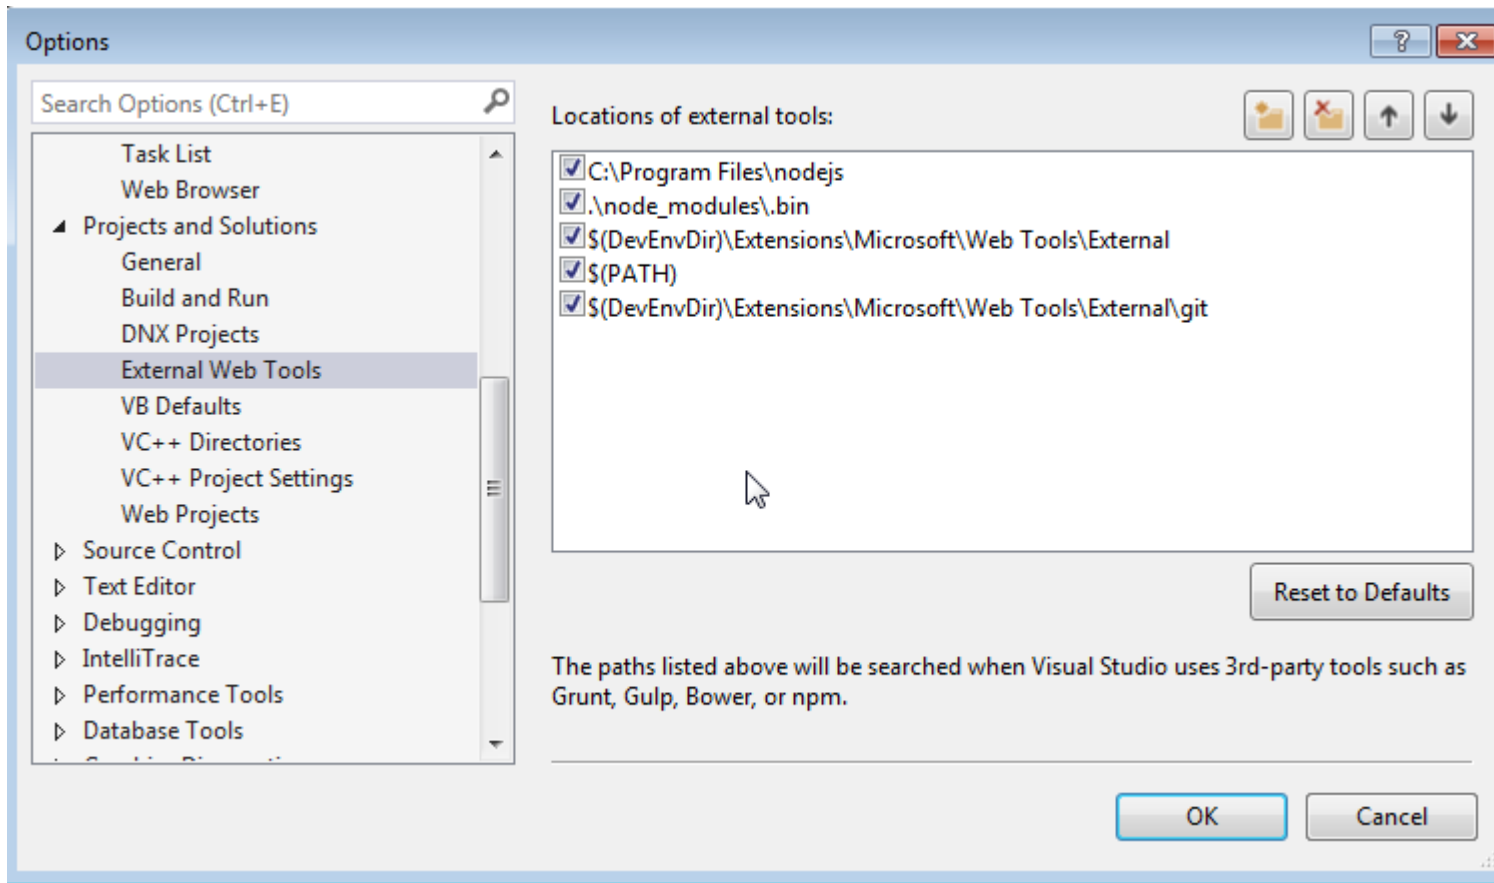 Options
Search Options (Ctrl+E)
Task List
Web Browser
Projects and Solutions
General
Build and Run
DNX Projects
External Web Tools
VB Defaults
VC++ Directories
VC++ Project Settings
Web Projects
Source Control
Text Editor
Debugging
IntelliTrace
Performance Tools
Database Tools
Locations of external tools:
C:\Program Files\nodejs
.\node_modules\.bin
$(DevEnvDir)\Extensions\Microsoft\Web Tools\External
$(PATH)
$(DevEnvDir)\Extensions\Microsoft\Web Tools\External\git
Reset to Defaults
The paths listed above will be searched when Visual Studio uses 3rd-party tools such as
Grunt, Gulp, Bower, or npm.
OK
Cancel